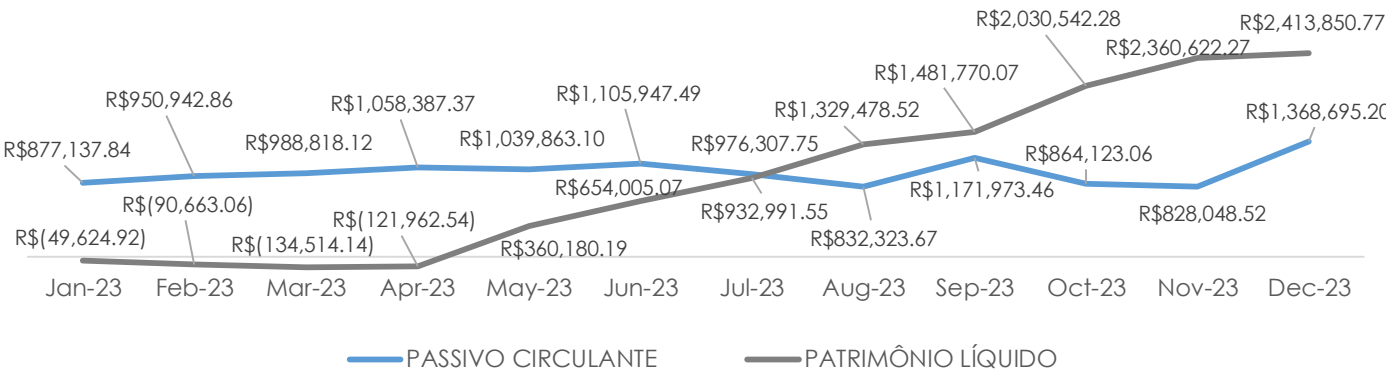 R$2,030,542.28
R$2,413,850.77
R$2,360,622.27
R$1,481,770.07
R$1,105,947.49
R$950,942.86
R$1,058,387.37
R$1,329,478.52
R$1,368,695.20
R$988,818.12
R$1,039,863.10
R$976,307.75
R$877,137.84
R$864,123.06
R$654,005.07
R$1,171,973.46
R$(90,663.06)
R$(121,962.54)
R$932,991.55
R$828,048.52
R$(49,624.92)
R$(134,514.14)
R$360,180.19
R$832,323.67
Jan-23 Feb-23 Mar-23 Apr-23 May-23 Jun-23 Jul-23 Aug-23 Sep-23 Oct-23 Nov-23 Dec-23
PASSIVO CIRCULANTE PATRIMÔNIO LÍQUIDO